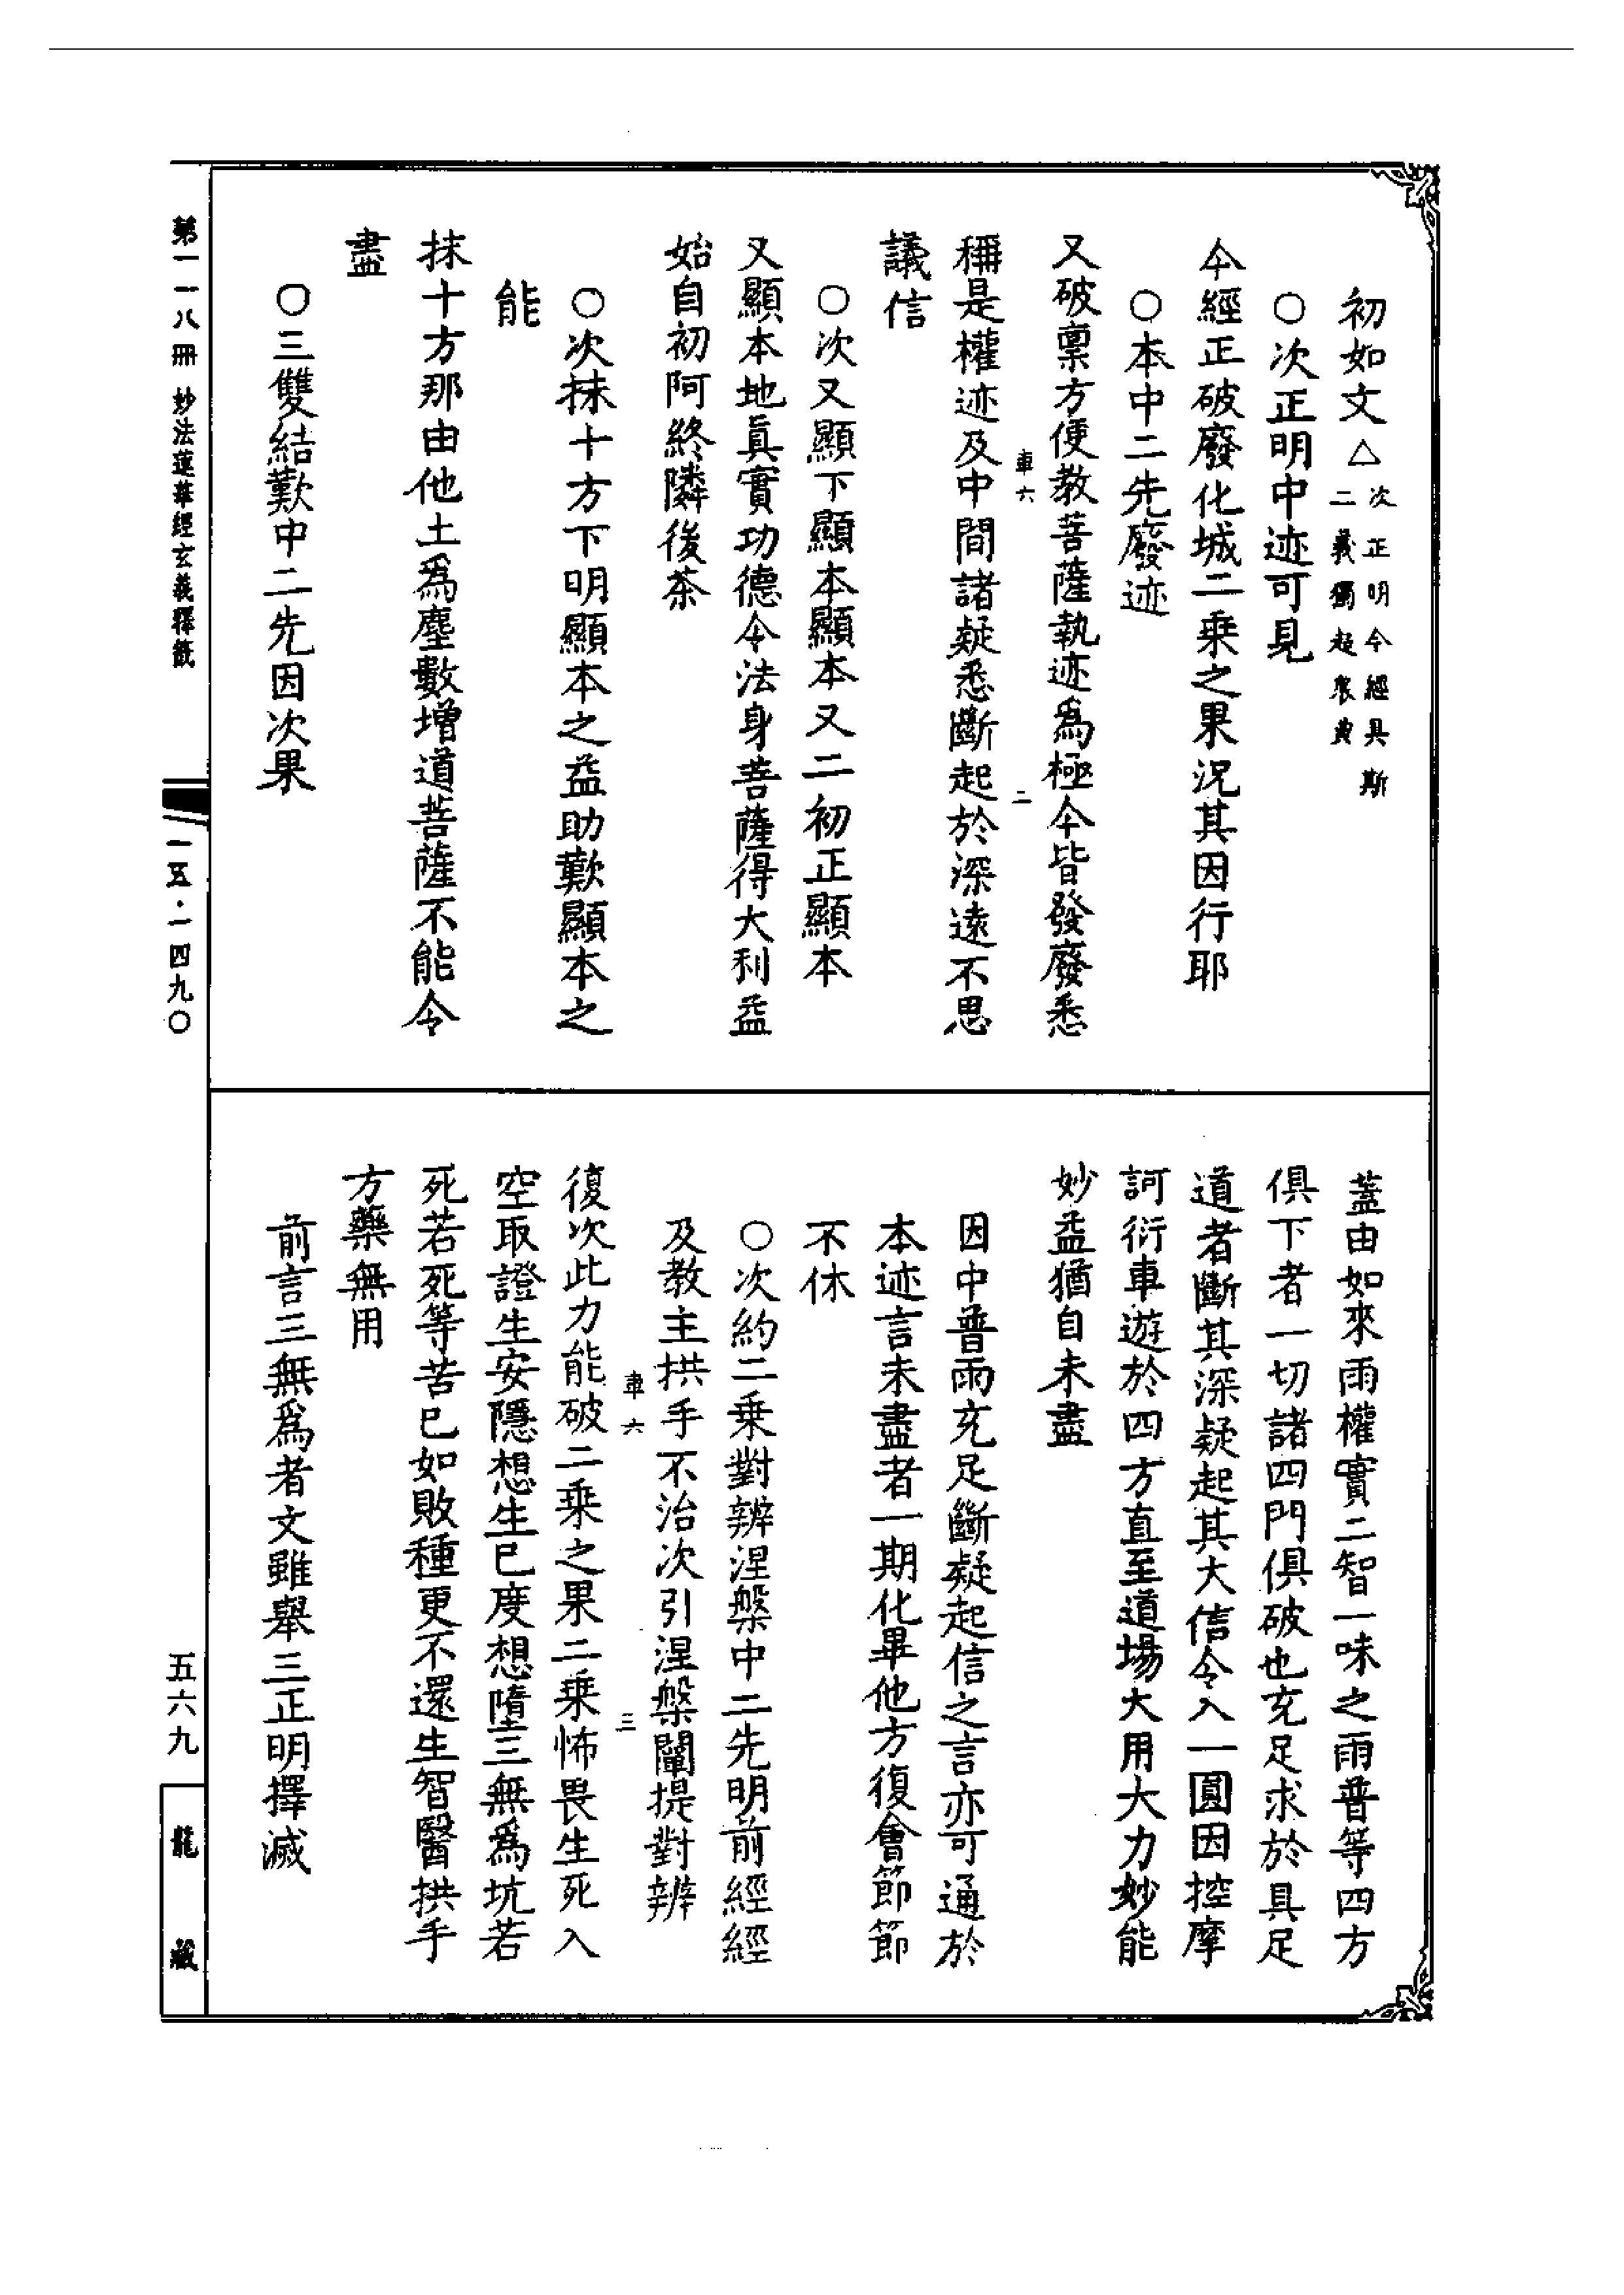 初如文△次正明今經具斯二義獨超衆典
○次正明中迹可見
今經正破廢化城二乘之果況其因行耶
○本中二先廢迹
又破稟方便教菩薩執迹爲極今皆發廢悉
車六 二
稱是權迹及中間諸疑悉斷起於深遠不思
議信
○次又顯下顯本顯本又二初正顯本
又顯本地眞實功德令法身菩薩得大利益
始自初阿終隣後茶
○次抹十方下明顯本之益助歎顯本之
能
抹十方那由他土爲塵數增道菩薩不能令
盡
○三雙結歎中二先因次果
蓋由如來雨權實二智一味之雨普等四方
俱下者一切諸四門俱破也充足求於具足
道者斷其深疑起其大信令入一圓因控摩
訶衍車遊於四方直至道場大用大力妙能
妙益猶自未盡
因中普雨充足斷疑起信之言亦可通於
本迹言未盡者一期化畢他方復會節節
不休
○次約二乘對辨涅槃中二先明前經經
及教主拱手不治次引涅槃闡提對辨
車六 三
復次此力能破二乘之果二乘怖畏生死入
空取證生安隱想生已度想墮三無爲坑若
死若死等苦已如敗種更不還生智醫拱手
方藥無用
前言三無爲者文雖舉三正明擇滅
第一一八冊 妙法蓮華經玄義釋籤
一五·一四九○
五六九
龍藏